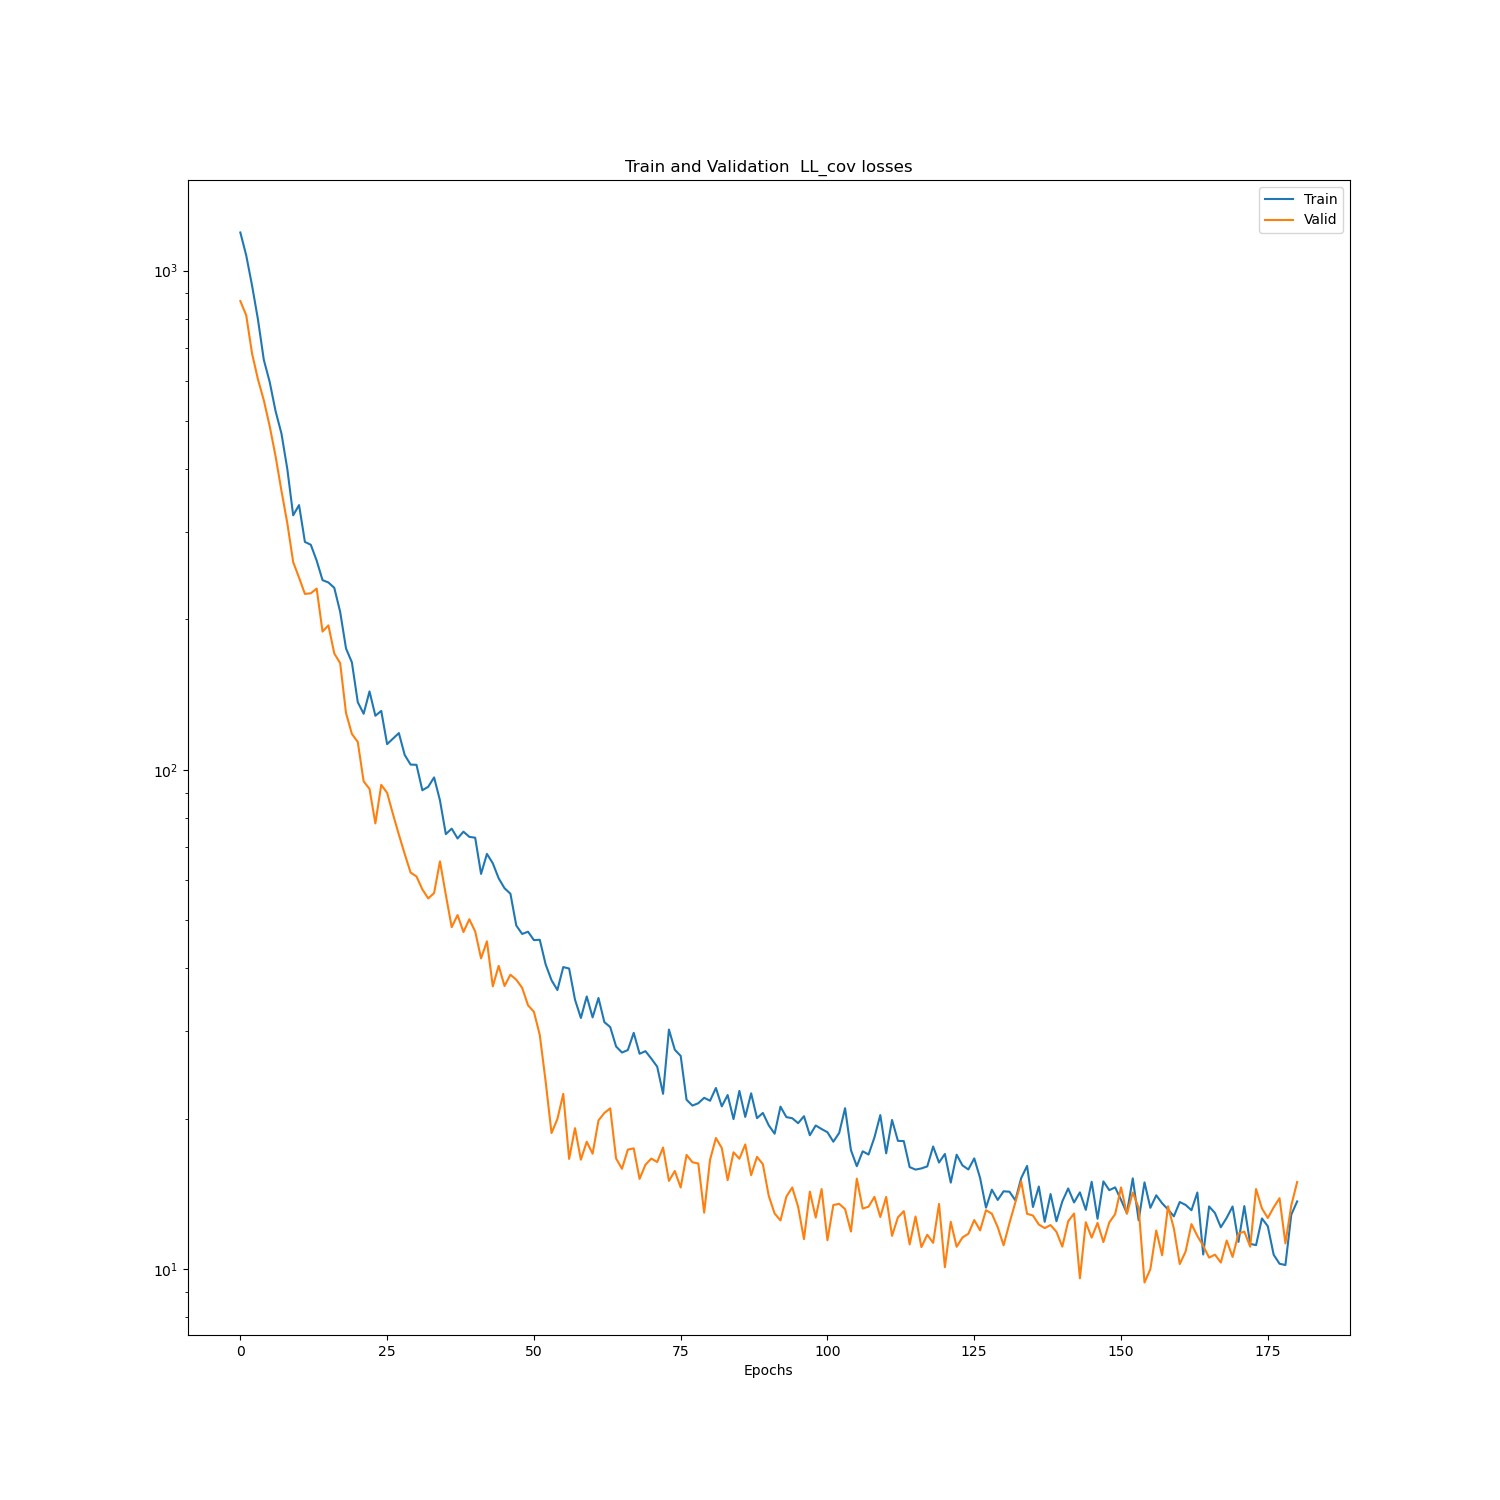 Train and Validation  LL_cov losses
Train
Valid
10³
10²
10¹
0 25 50 75 100 125 150 175
Epochs